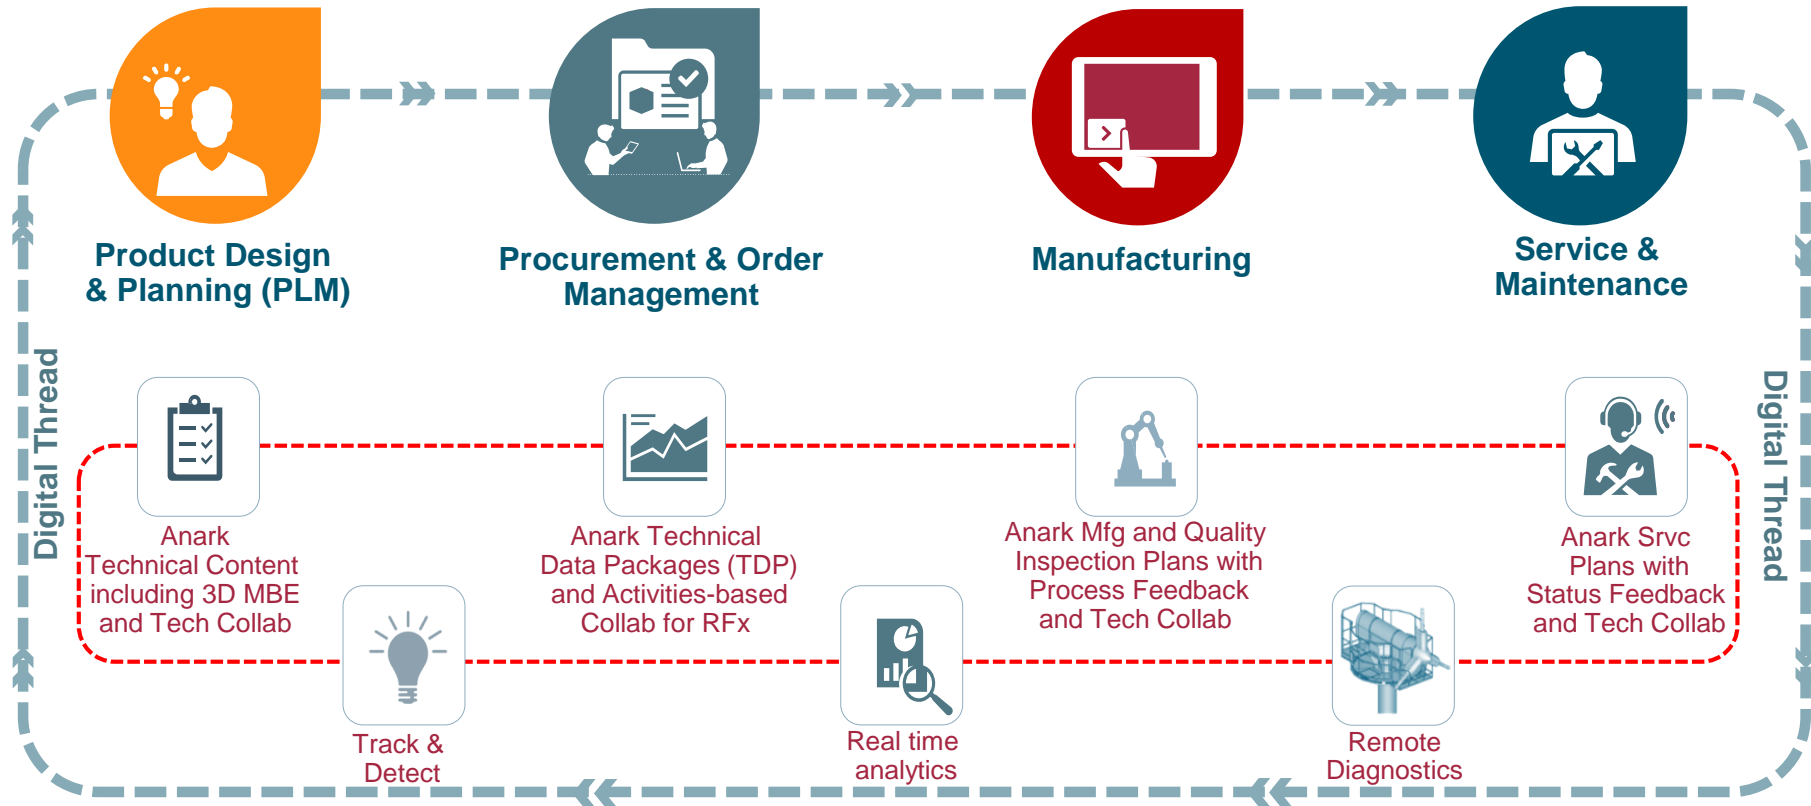 Product Design
& Planning (PLM)
Procurement & Order
Management
Manufacturing
Service &
Maintenance
Digital Thread
Digital Thread
Anark
Technical Content
including 3D MBE
and Tech Collab
Anark Technical
Data Packages (TDP)
and Activities-based
Collab for RFx
Anark Mfg and Quality
Inspection Plans with
Process Feedback
and Tech Collab
Anark Srvc
Plans with
Status Feedback
and Tech Collab
Track &
Detect
Real time
analytics
Remote
Diagnostics